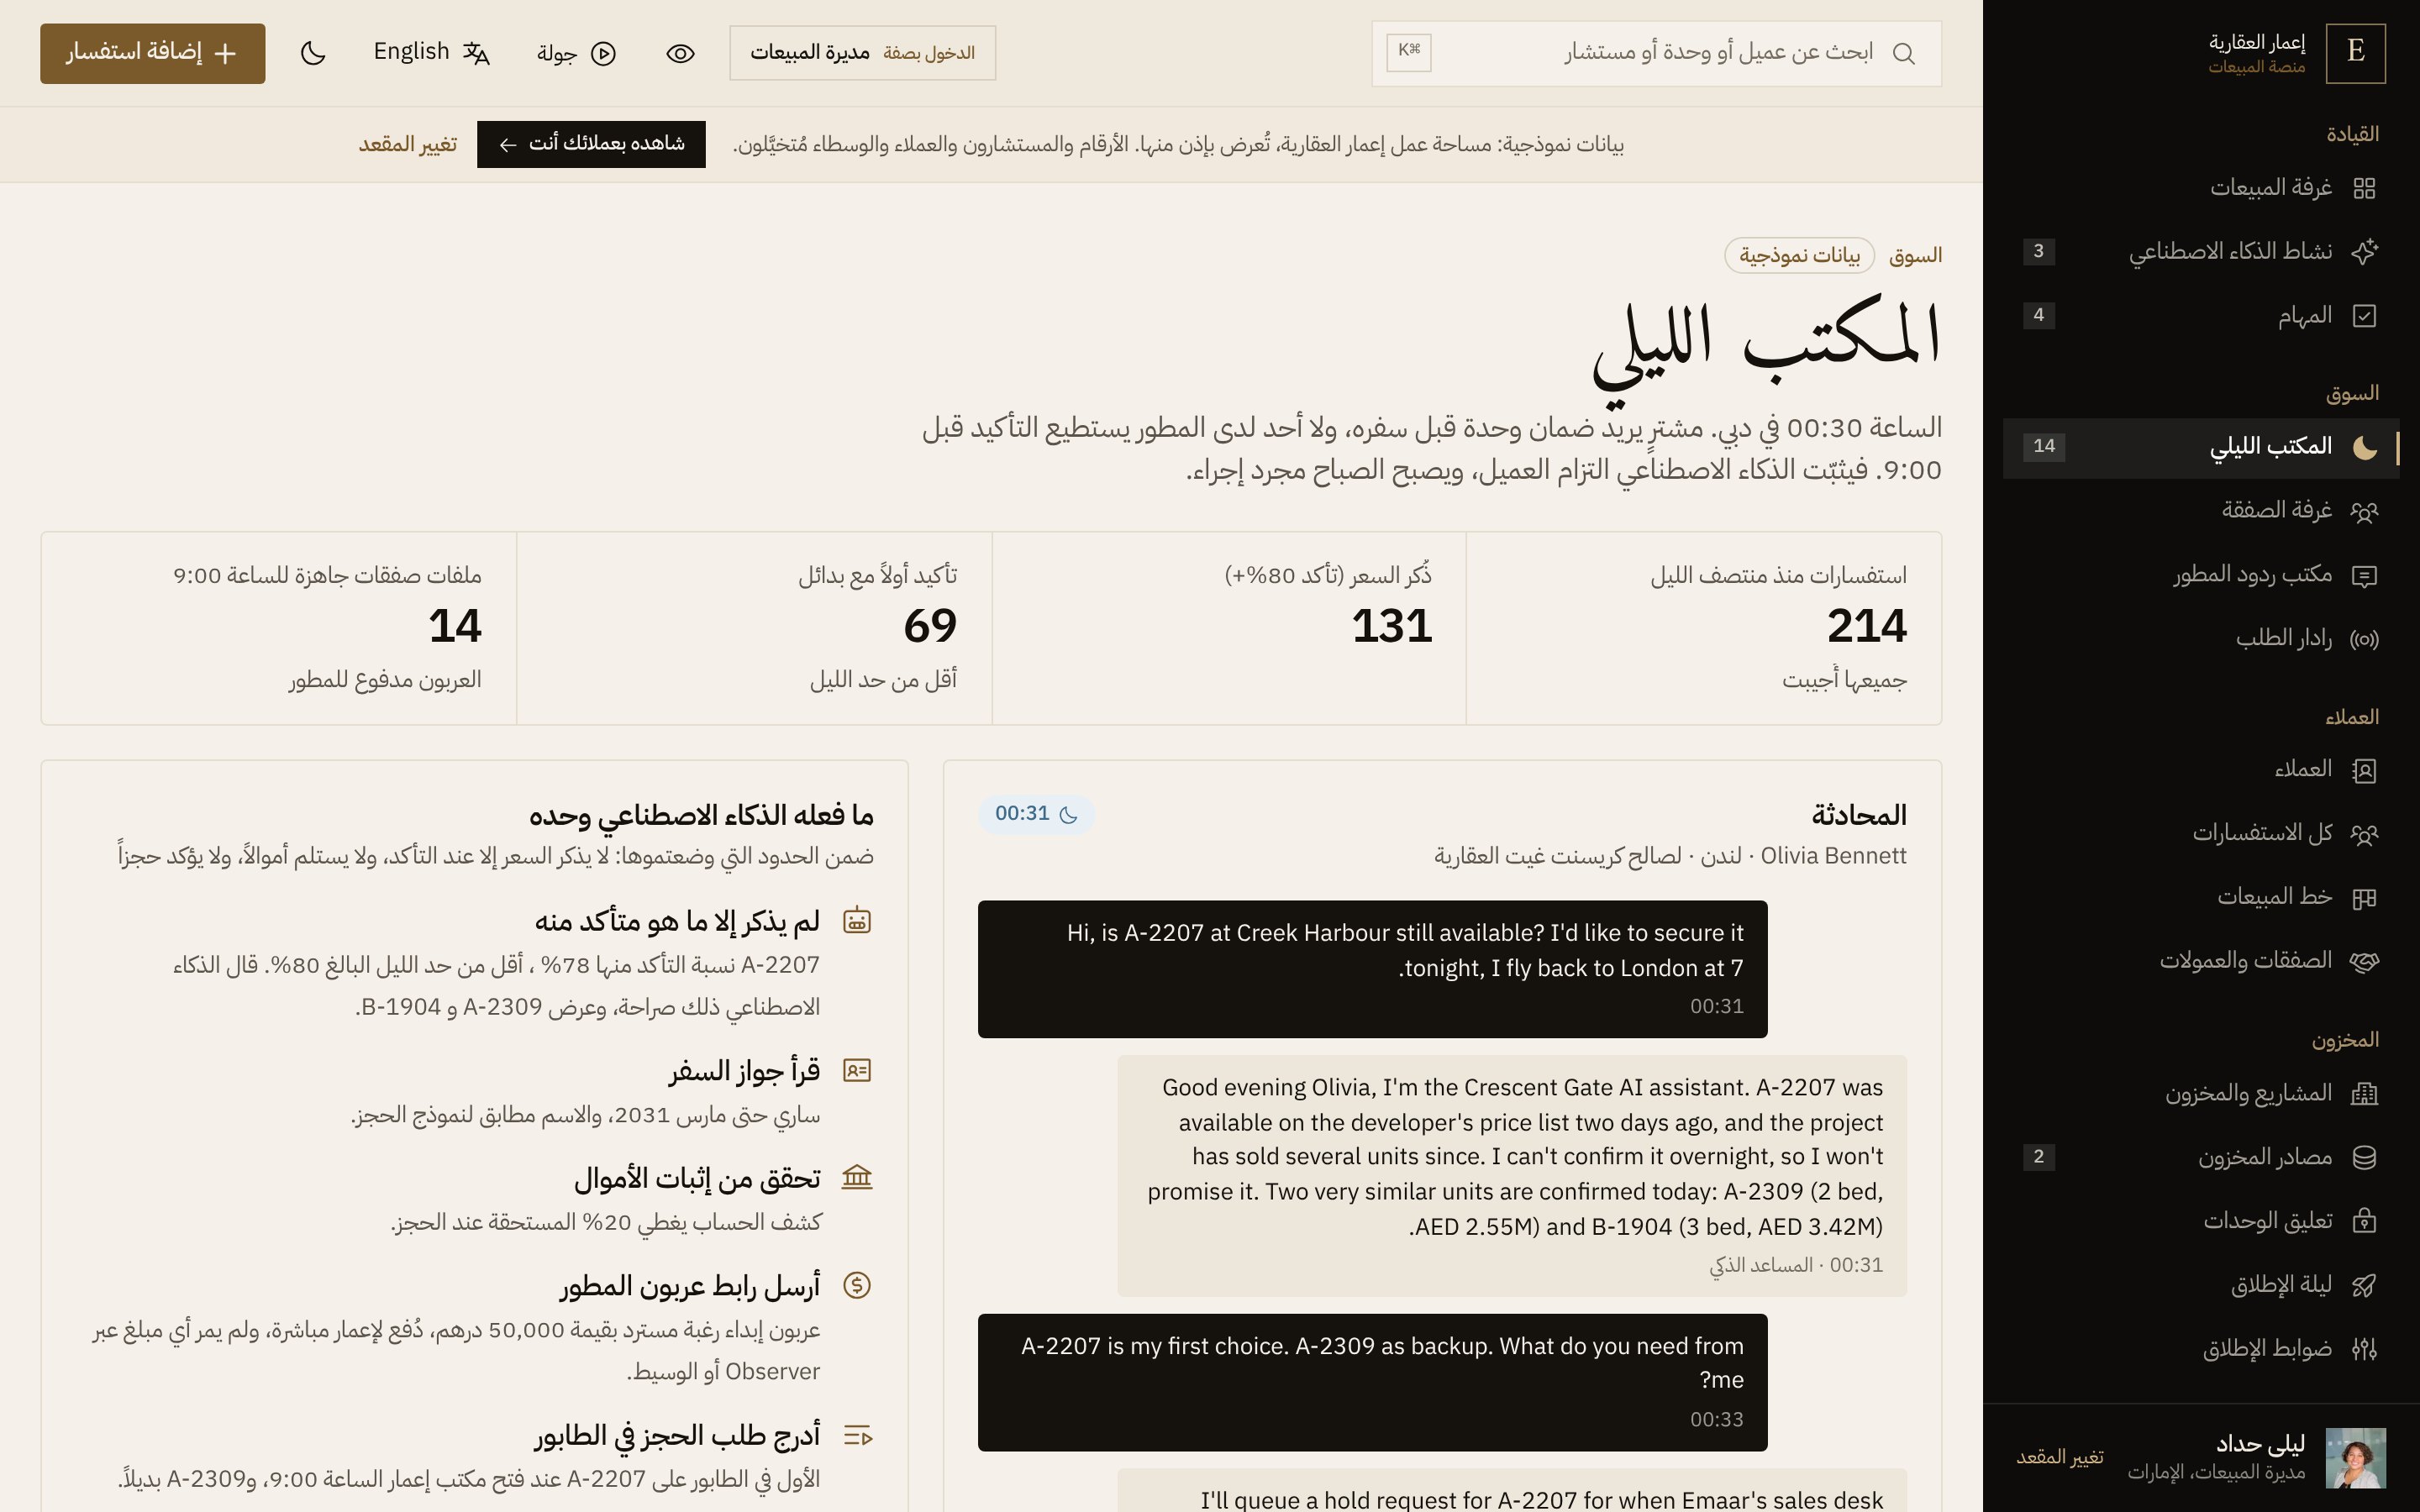 E
إعمار العقارية
منصة المبيعات
القيادة
غرفة المبيعات
نشاط الذكاء الاصطناعي 3
المهام 4
السوق
المكتب الليلي 14
غرفة الصفقة
مكتب ردود المطور
رادار الطلب
العملاء
العملاء
كل الاستفسارات
خط المبيعات
الصفقات والعمولات
المخزون
المشاريع والمخزون
مصادر المخزون 2
تعليق الوحدات
ليلة الإطلاق
ضوابط الإطلاق
ليلى حداد
مديرة المبيعات، الإمارات
تغيير المقعد
ابحث عن عميل أو وحدة أو مستشار ⌘K
الدخول بصفة مديرة المبيعات
جولة
English
إضافة استفسار
بيانات نموذجية: مساحة عمل إعمار العقارية، تُعرض بإذن منها. الأرقام والمستشارون والعملاء والوسطاء مُتخيَّلون.
شاهده بعملائك أنت ←
تغيير المقعد
السوق بيانات نموذجية
المكتب الليلي
الساعة 00:30 في دبي. مشترٍ يريد ضمان وحدة قبل سفره، ولا أحد لدى المطور يستطيع التأكيد قبل
9:00. فيثبّت الذكاء الاصطناعي التزام العميل، ويصبح الصباح مجرد إجراء.
استفسارات منذ منتصف الليل
214
جميعها أُجيبت
ذُكر السعر (تأكد 80%+)
131
تأكيد أولاً مع بدائل
69
أقل من حد الليل
ملفات صفقات جاهزة للساعة 9:00
14
العربون مدفوع للمطور
المحادثة
00:31
Olivia Bennett · لندن · لصالح كريسنت غيت العقارية
Hi, is A-2207 at Creek Harbour still available? I'd like to secure it
tonight, I fly back to London at 7.
00:31
Good evening Olivia, I'm the Crescent Gate AI assistant. A-2207 was
available on the developer's price list two days ago, and the project
has sold several units since. I can't confirm it overnight, so I won't
promise it. Two very similar units are confirmed today: A-2309 (2 bed,
AED 2.55M) and B-1904 (3 bed, AED 3.42M).
00:31 · المساعد الذكي
A-2207 is my first choice. A-2309 as backup. What do you need from
me?
00:33
I'll queue a hold request for A-2207 for when Emaar's sales desk
ما فعله الذكاء الاصطناعي وحده
ضمن الحدود التي وضعتموها: لا يذكر السعر إلا عند التأكد، ولا يستلم أموالاً، ولا يؤكد حجزاً
لم يذكر إلا ما هو متأكد منه
A-2207 نسبة التأكد منها 78% ، أقل من حد الليل البالغ 80%. قال الذكاء
الاصطناعي ذلك صراحة، وعرض A-2309 و B-1904.
قرأ جواز السفر
ساري حتى مارس 2031، والاسم مطابق لنموذج الحجز.
تحقق من إثبات الأموال
كشف الحساب يغطي 20% المستحقة عند الحجز.
أرسل رابط عربون المطور
عربون إبداء رغبة مسترد بقيمة 50,000 درهم، دُفع لإعمار مباشرة، ولم يمر أي مبلغ عبر
Observer أو الوسيط.
أدرج طلب الحجز في الطابور
الأول في الطابور على A-2207 عند فتح مكتب إعمار الساعة 9:00، وA-2309 بديلاً.